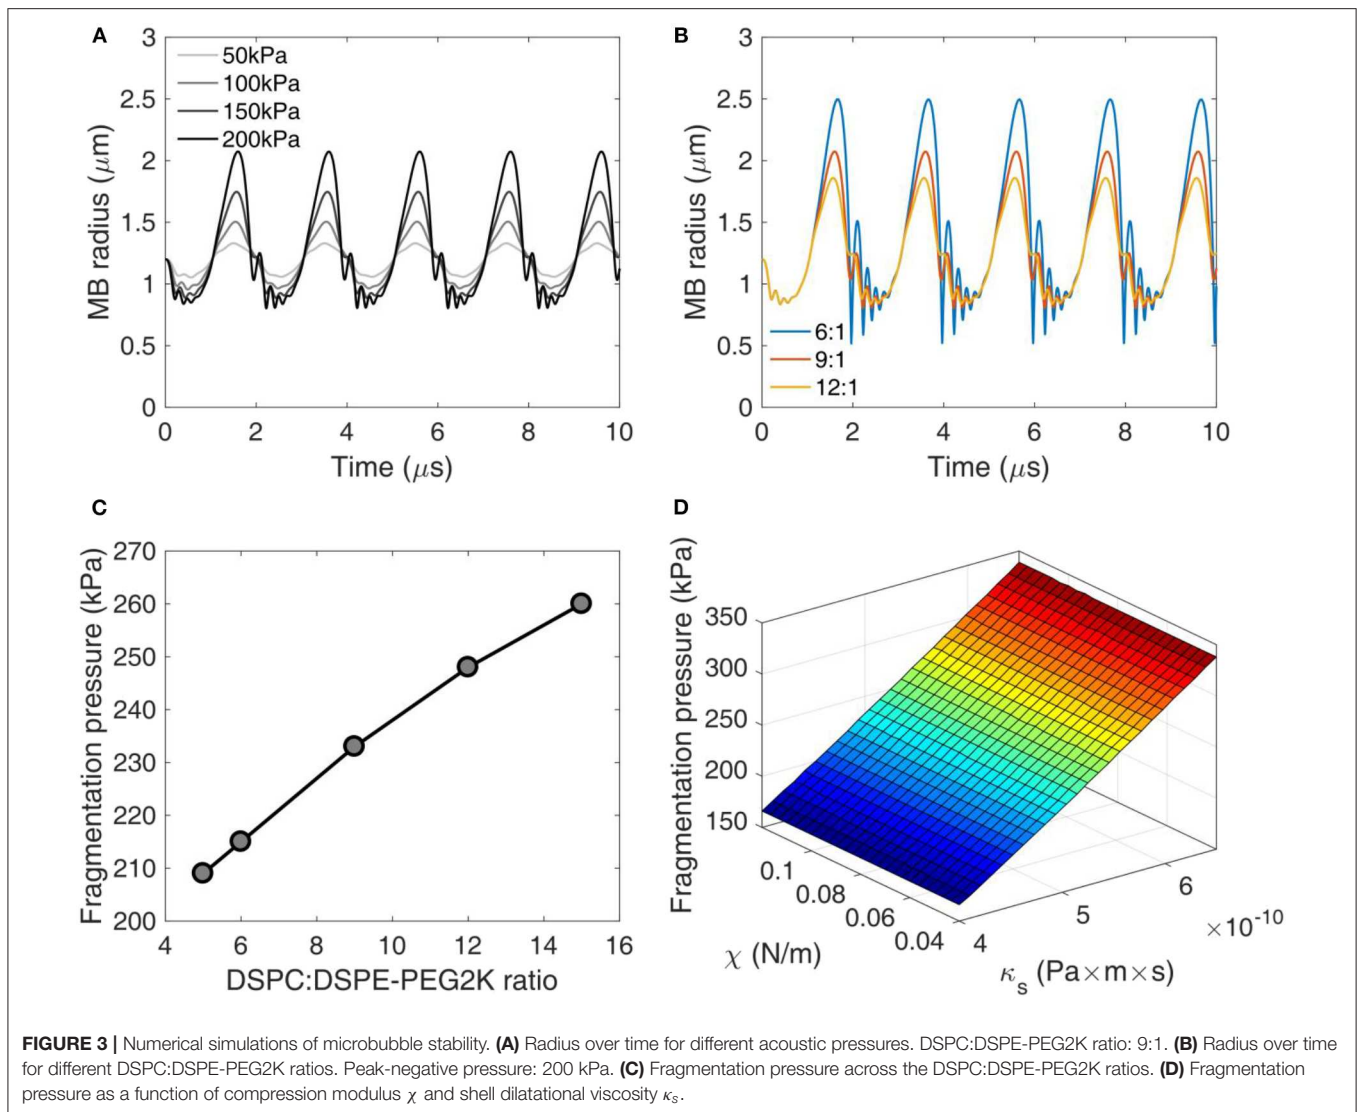 A
3
2.5
2
1.5
1
0.5
0
MB radius (μm)
50kPa
100kPa
150kPa
200kPa
0 2 4 6 8 10
Time (μs)
B
3
2.5
2
1.5
1
0.5
0
MB radius (μm)
6:1
9:1
12:1
0 2 4 6 8 10
Time (μs)
C
270
260
250
240
230
220
210
200
Fragmentation pressure (kPa)
4 6 8 10 12 14 16
DSPC:DSPE-PEG2K ratio
D
350
300
250
200
150
Fragmentation pressure (kPa)
0.1
0.08
0.06
0.04
χ (N/m)
4
5
6
×10⁻¹⁰
κₛ (Pa×m×s)
FIGURE 3 | Numerical simulations of microbubble stability. (A) Radius over time for different acoustic pressures. DSPC:DSPE-PEG2K ratio: 9:1. (B) Radius over time
for different DSPC:DSPE-PEG2K ratios. Peak-negative pressure: 200 kPa. (C) Fragmentation pressure across the DSPC:DSPE-PEG2K ratios. (D) Fragmentation
pressure as a function of compression modulus χ and shell dilatational viscosity κₛ.